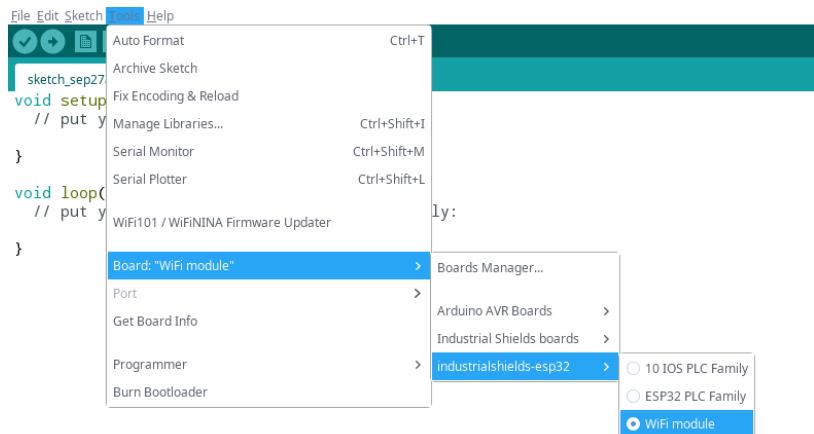 File Edit Sketch Tools Help
Auto Format Ctrl+T
Archive Sketch
Fix Encoding & Reload
Manage Libraries... Ctrl+Shift+I
Serial Monitor Ctrl+Shift+M
Serial Plotter Ctrl+Shift+L
WiFi101 / WiFiNINA Firmware Updater
Board: "WiFi module"
Port
Get Board Info
Programmer
Burn Bootloader
Boards Manager...
Arduino AVR Boards
Industrial Shields boards
industrialshields-esp32
10 IOS PLC Family
ESP32 PLC Family
WiFi module
sketch_sep27
void setup
// put y
}
void loop(
// put y ly:
}